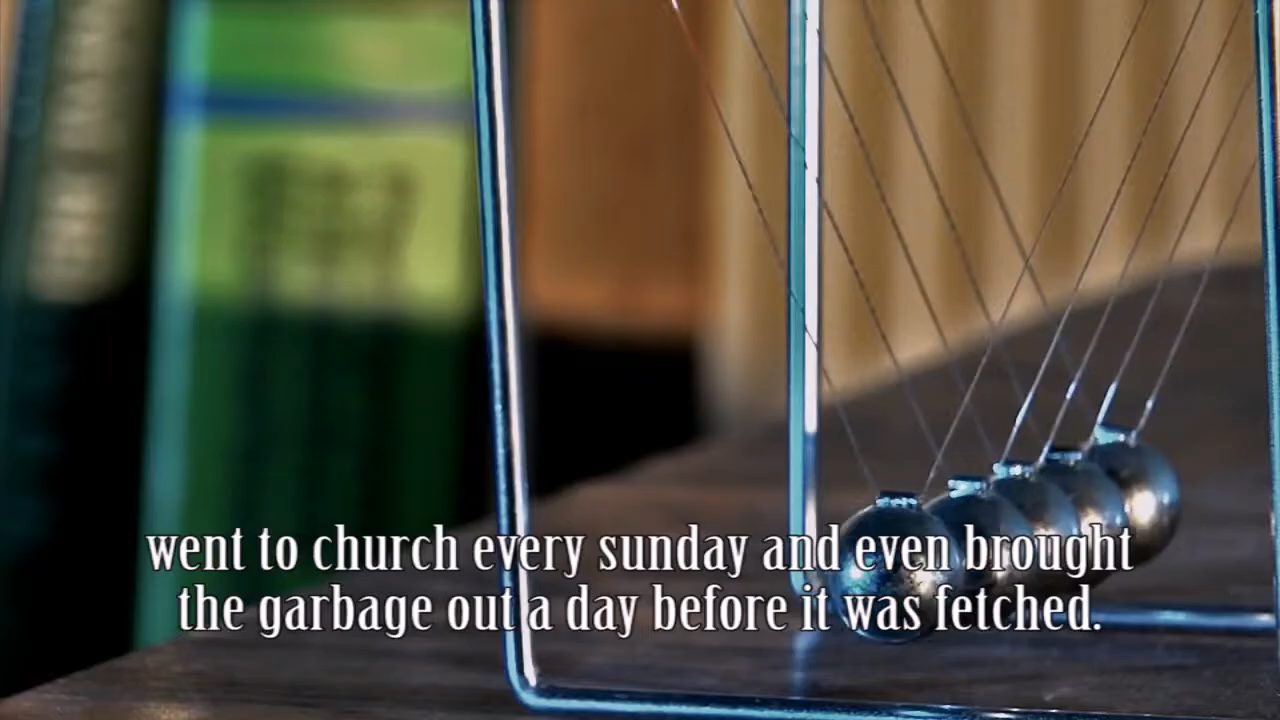 went to church every sunday and even brought
the garbage out a day before it was fetched.